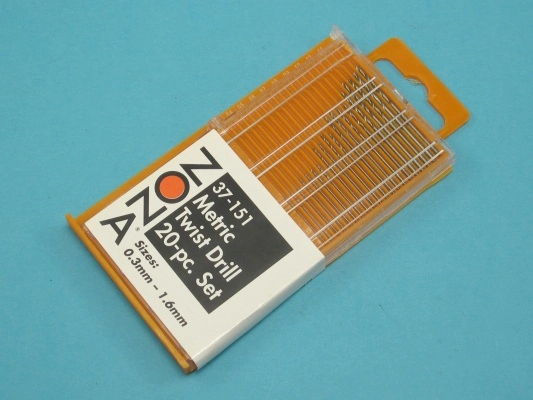 ZONA
37-151
Metric
Twist Drill
20-pc. Set
Sizes:
0.3mm – 1.6mm